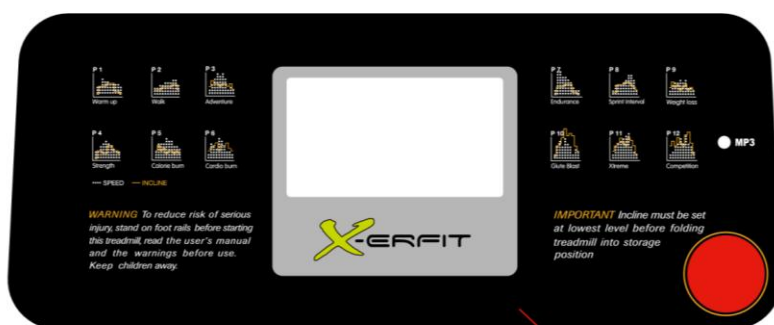 P 1 P 2 P 3
Warm up Walk Adventure
P 4 P 5 P 6
Strength Calorie burn Cardio burn
SPEED INCLINE
WARNING To reduce risk of serious
injury, stand on foot rails before starting
this treadmill, read the user's manual
and the warnings before use.
Keep children away.
X-ERFIT
P 7 P 8 P 9
Endurance Sprint Interval Weight loss
P 10 P 11 P 12
Glute Blast Xtreme Competition
MP3
IMPORTANT Incline must be set
at lowest level before folding
treadmill into storage
position